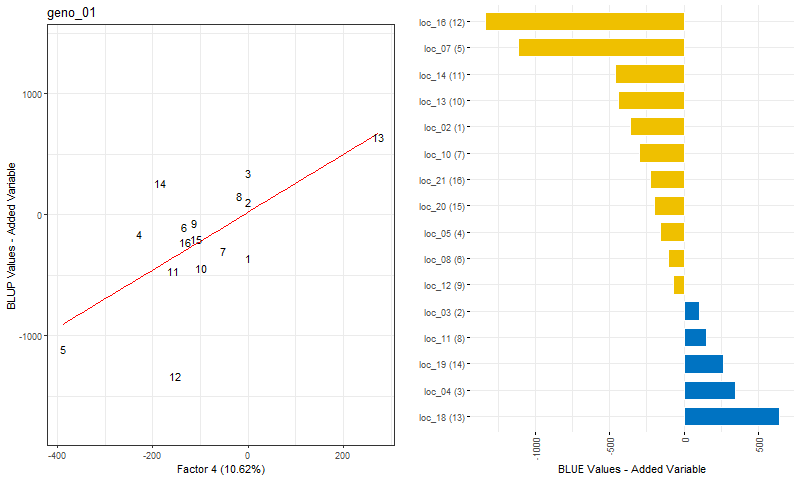 geno_01
BLUP Values - Added Variable
1000
0
-1000
13
14
3
8
2
9
6
4
15
16
7
1
10
11
5
12
-400
-200
0
200
Factor 4 (10.62%)
loc_16 (12)
loc_07 (5)
loc_14 (11)
loc_13 (10)
loc_02 (1)
loc_10 (7)
loc_21 (16)
loc_20 (15)
loc_05 (4)
loc_08 (6)
loc_12 (9)
loc_03 (2)
loc_11 (8)
loc_19 (14)
loc_04 (3)
loc_18 (13)
-1000
-500
0
500
BLUE Values - Added Variable